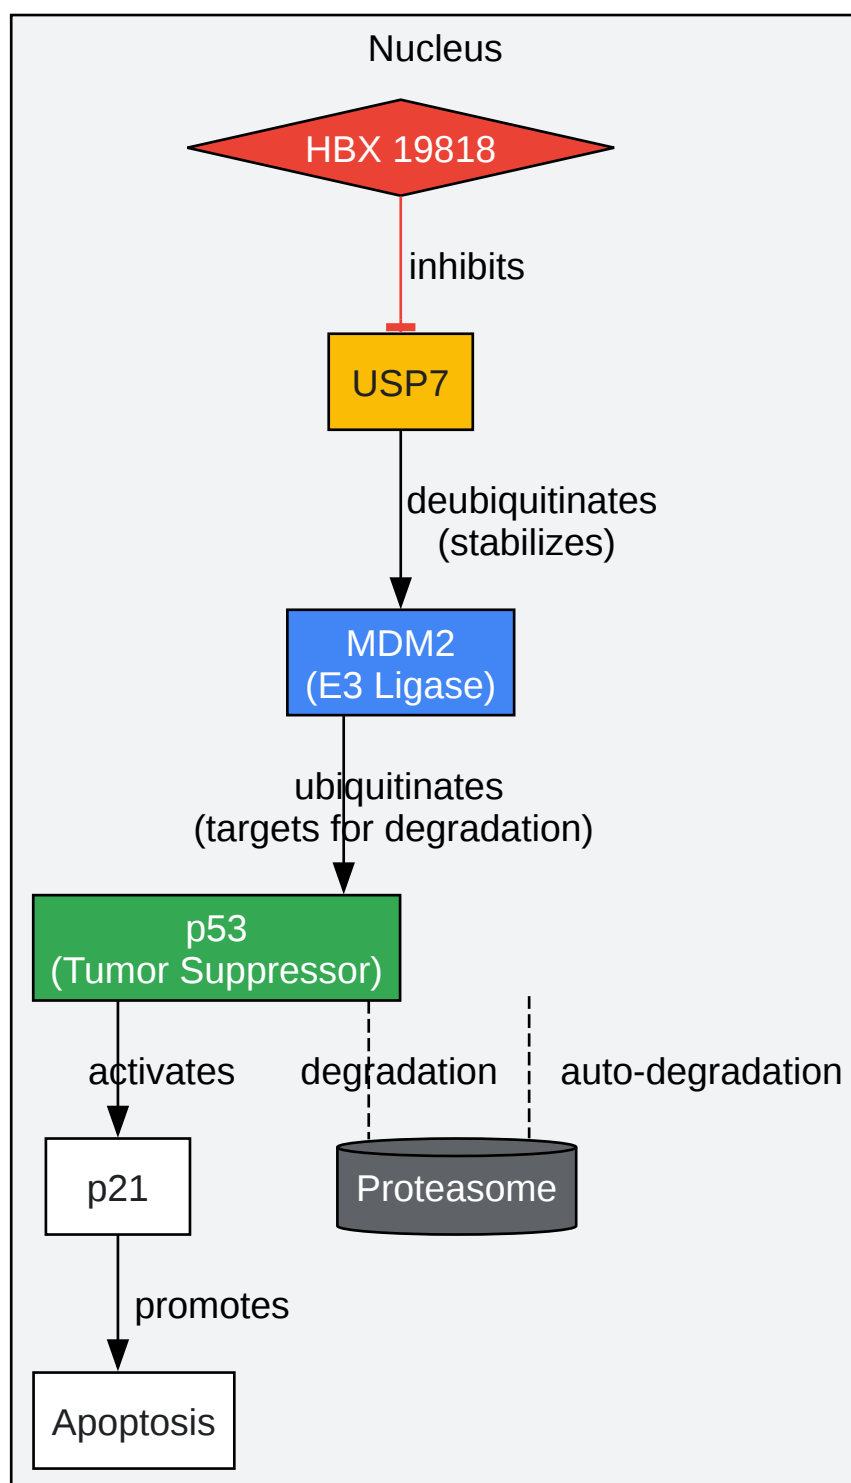 Nucleus
HBX 19818
inhibits
USP7
deubiquitinates
(stabilizes)
MDM2
(E3 Ligase)
ubiquitinates
(targets for degradation)
p53
(Tumor Suppressor)
activates
degradation
auto-degradation
p21
Proteasome
promotes
Apoptosis